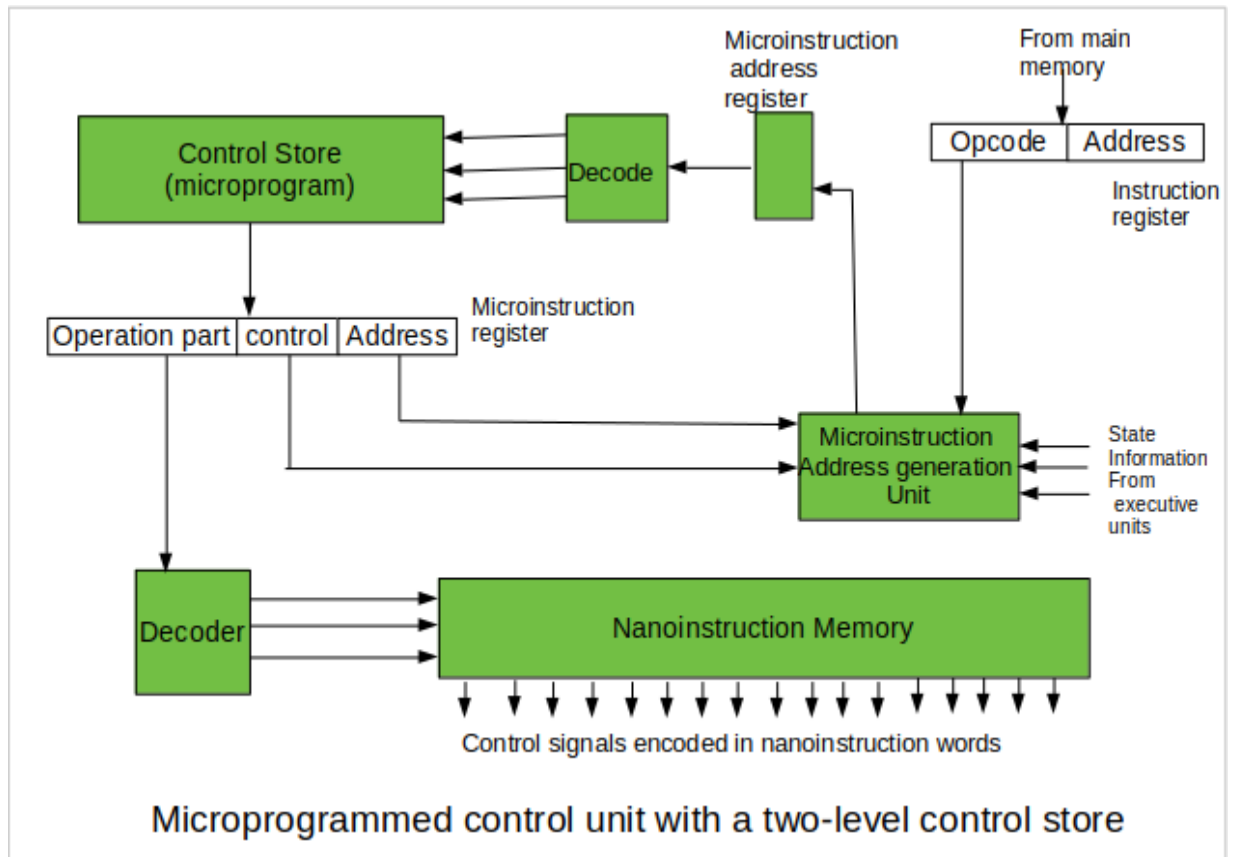 Microinstruction
address
register
From main
memory
Control Store
(microprogram)
Decode
Opcode Address
Instruction
register
Microinstruction
register
Operation part control Address
Microinstruction
Address generation
Unit
State
Information
From
executive
units
Decoder
Nanoinstruction Memory
Control signals encoded in nanoinstruction words
Microprogrammed control unit with a two-level control store